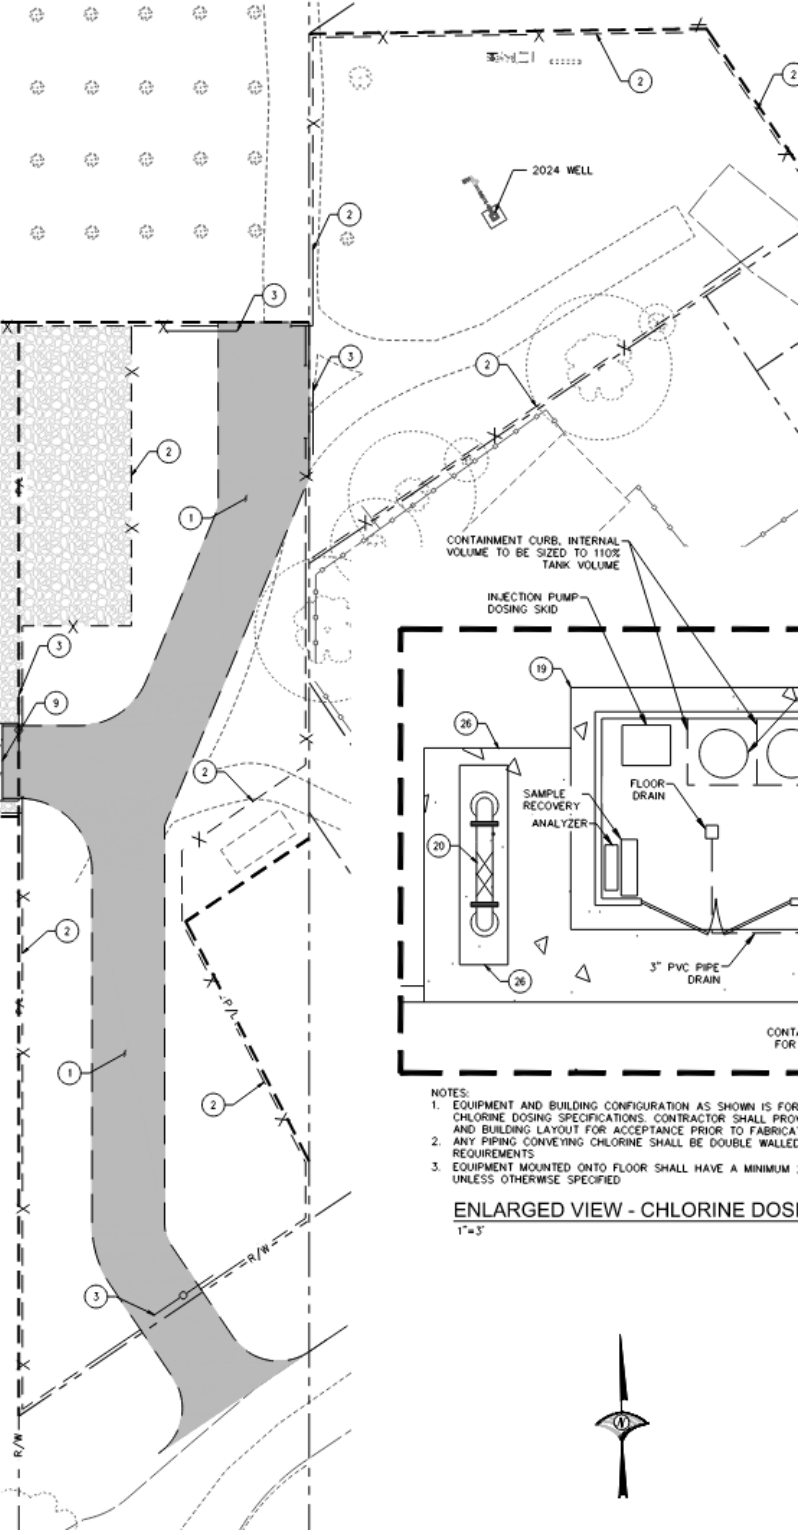 2
2
2024 WELL
2
3
3
2
2
1
CONTAINMENT CURB, INTERNAL
VOLUME TO BE SIZED TO 110%
TANK VOLUME
INJECTION PUMP
DOSING SKID
3
19
9
26
2
FLOOR
DRAIN
SAMPLE
RECOVERY
ANALYZER
20
2
3" PVC PIPE
DRAIN
26
P/L
P/L
P/L
CONTA
FOR
1
2
NOTES:
1. EQUIPMENT AND BUILDING CONFIGURATION AS SHOWN IS FOR
CHLORINE DOSING SPECIFICATIONS. CONTRACTOR SHALL PROV
AND BUILDING LAYOUT FOR ACCEPTANCE PRIOR TO FABRICA
2. ANY PIPING CONVEYING CHLORINE SHALL BE DOUBLE WALLED
REQUIREMENTS
3. EQUIPMENT MOUNTED ONTO FLOOR SHALL HAVE A MINIMUM
UNLESS OTHERWISE SPECIFIED
ENLARGED VIEW - CHLORINE DOSI
1"=3'
R/W
3
N
R/W